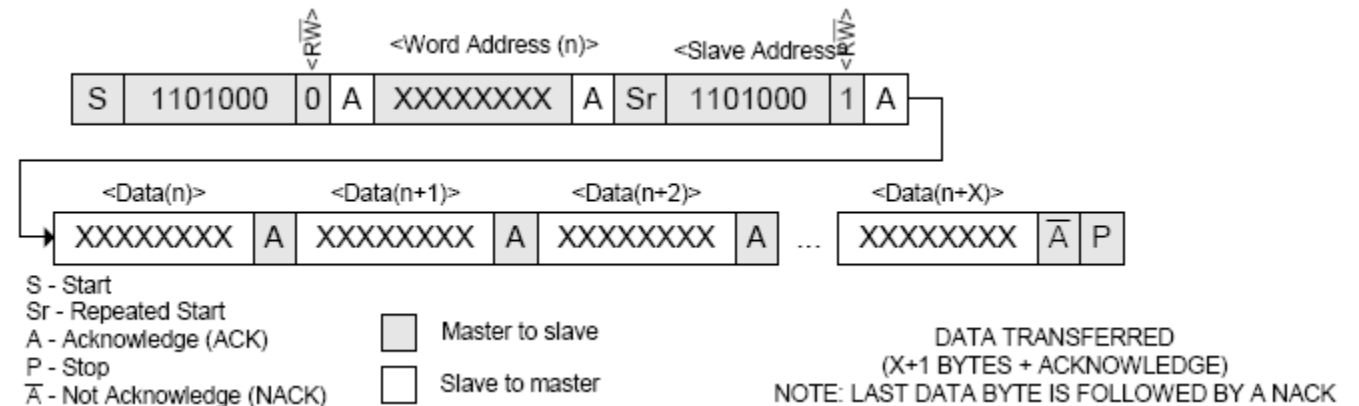 <RW> <Word Address (n)> <Slave Address> <RW>
S 1101000 0 A XXXXXXXX A Sr 1101000 1 A
<Data(n)> <Data(n+1)> <Data(n+2)> <Data(n+X)>
XXXXXXXX A XXXXXXXX A XXXXXXXX A ... XXXXXXXX A̅ P
S - Start
Sr - Repeated Start
A - Acknowledge (ACK)
P - Stop
A̅ - Not Acknowledge (NACK)
Master to slave
Slave to master
DATA TRANSFERRED
(X+1 BYTES + ACKNOWLEDGE)
NOTE: LAST DATA BYTE IS FOLLOWED BY A NACK